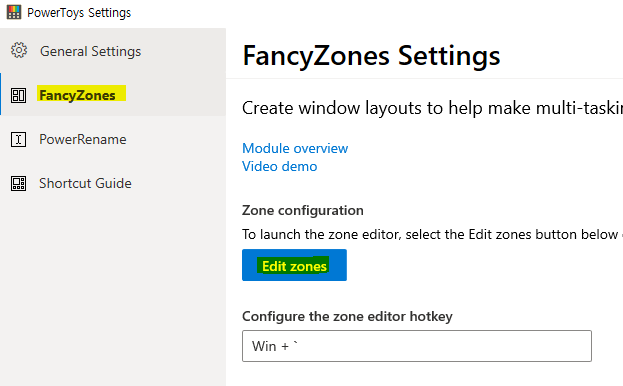 PowerToys Settings
General Settings
FancyZones
PowerRename
Shortcut Guide
FancyZones Settings
Create window layouts to help make multi-taski
Module overview
Video demo
Zone configuration
To launch the zone editor, select the Edit zones button below
Edit zones
Configure the zone editor hotkey
Win + `